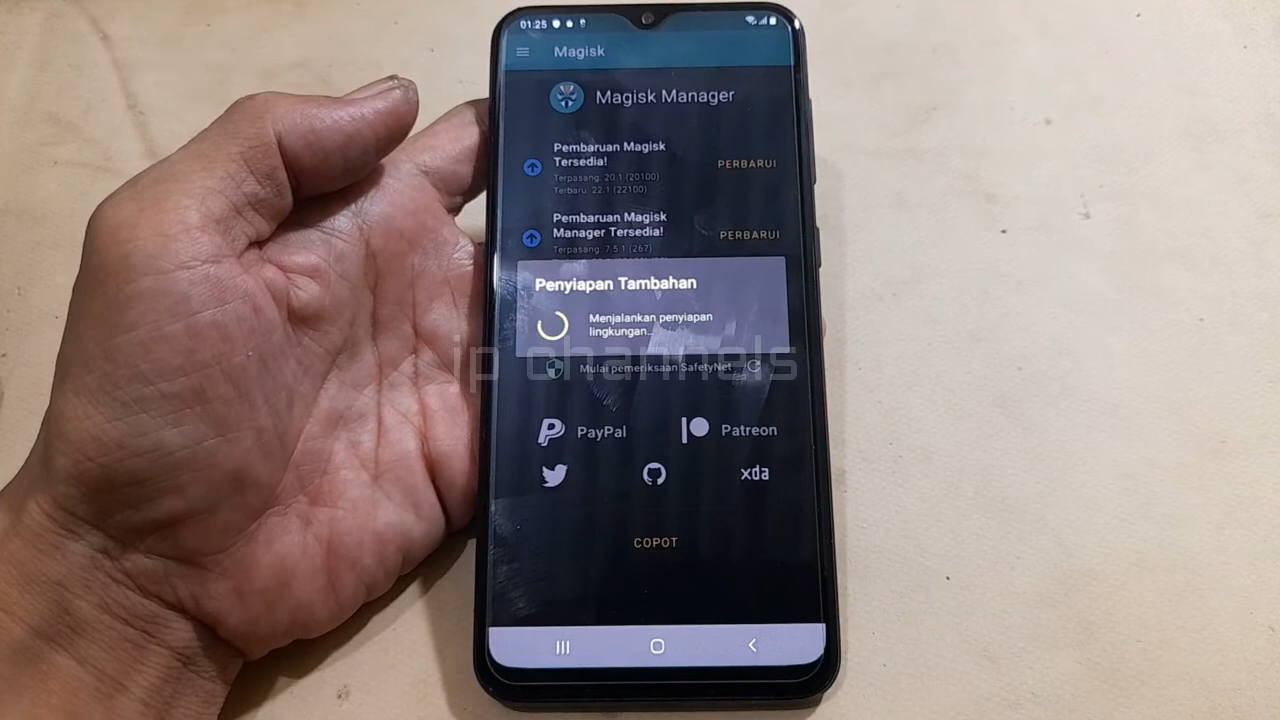 01:25
Magisk
Magisk Manager
Pembaruan Magisk
Tersedia!
Terpasang: 20.1 (20100)
Terbaru: 22.1 (22100)
PERBARUI
Pembaruan Magisk
Manager Tersedia!
Terpasang: 7.5.1 (267)
PERBARUI
Penyiapan Tambahan
Menjalankan penyiapan
lingkungan...
ip channels
Mulai pemeriksaan SafetyNet
PayPal
Patreon
xda
COPOT